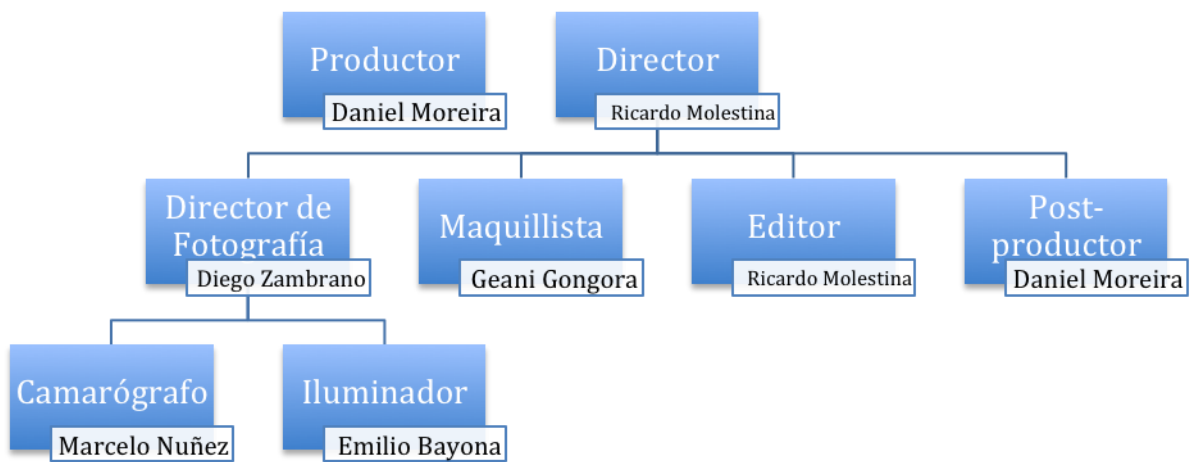 Productor
Daniel Moreira
Director
Ricardo Molestina
Director de
Fotografía
Diego Zambrano
Maquillista
Geani Gongora
Editor
Ricardo Molestina
Post-
productor
Daniel Moreira
Camarógrafo
Marcelo Nuñez
Iluminador
Emilio Bayona